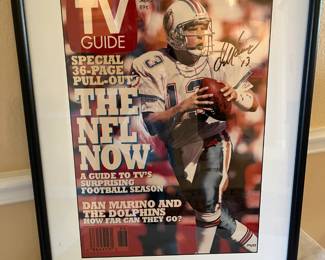 TV
GUIDE
SPECIAL
36-PAGE
PULL-OUT
THE
NFL
NOW
A GUIDE TO TV'S
SURPRISING
FOOTBALL SEASON
DAN MARINO AND
THE DOLPHINS
HOW FAR CAN THEY GO?
13
13